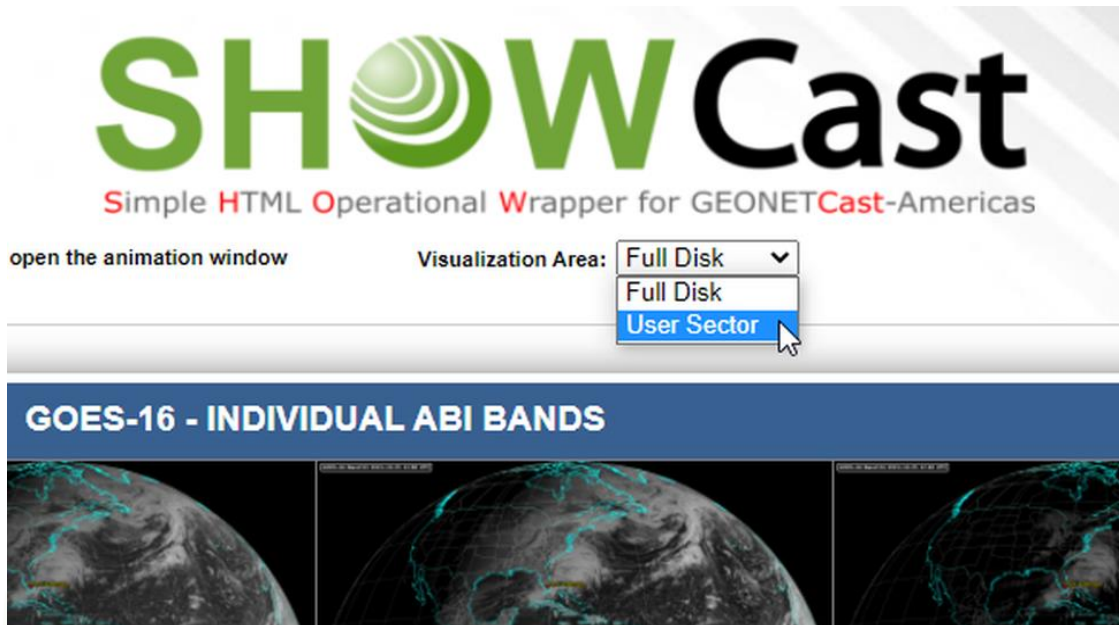 SHOWCast
Simple HTML Operational Wrapper for GEONETCast-Americas
open the animation window
Visualization Area: Full Disk
Full Disk
User Sector
GOES-16 - INDIVIDUAL ABI BANDS